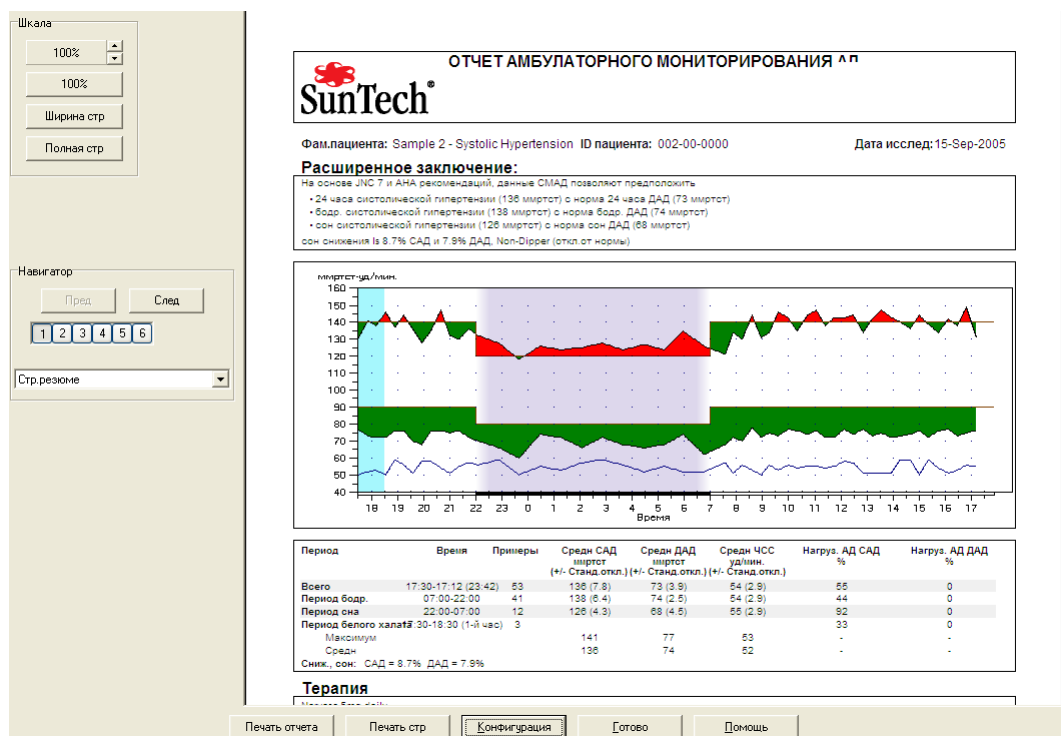 Шкала
100%
100%
Ширина стр
Полная стр
Навигатор
Пред След
1 2 3 4 5 6
Стр.резюме
ОТЧЕТ АМБУЛАТОРНОГО МОНИТОРИРОВАНИЯ
SunTech®
Фам.пациента: Sample 2 - Systolic Hypertension ID пациента: 002-00-0000 Дата исслед:15-Sep-2005
Расширенное заключение:
На основе JNC 7 и AHA рекомендаций, данные СМАД позволяют предположить
• 24 часа систолической гипертензии (136 ммртст) с норма 24 часа ДАД (73 ммртст)
• бодр. систолической гипертензии (138 ммртст) с норма бодр. ДАД (74 ммртст)
• сон систолической гипертензии (126 ммртст) с норма сон ДАД (68 ммртст)
сон снижения Is 8.7% САД и 7.9% ДАД, Non-Dipper (откл.от нормы)
ммртст-уд/мин.
160
150
140
130
120
110
100
90
80
70
60
50
40
18 19 20 21 22 23 0 1 2 3 4 5 6 7 8 9 10 11 12 13 14 15 16 17
Время
Период Время Примеры Средн САД Средн ДАД Средн ЧСС Нагруз. АД САД Нагруз. АД ДАД
ммртст ммртст уд/мин. % %
(+/- Станд.откл.) (+/- Станд.откл.) (+/- Станд.откл.)
Всего 17:30-17:12 (23:42) 53 136 (7.8) 73 (3.9) 54 (2.9) 55 0
Период бодр. 07:00-22:00 41 138 (6.4) 74 (2.5) 54 (2.9) 44 0
Период сна 22:00-07:00 12 126 (4.3) 68 (4.5) 55 (2.9) 92 0
Период белого халата 7:30-18:30 (1-й час) 3 33 0
Максимум 141 77 53 - -
Средн 136 74 52 - -
Сниж., сон: САД = 8.7% ДАД = 7.9%
Терапия
Печать отчета Печать стр Конфигурация Готово Помощь